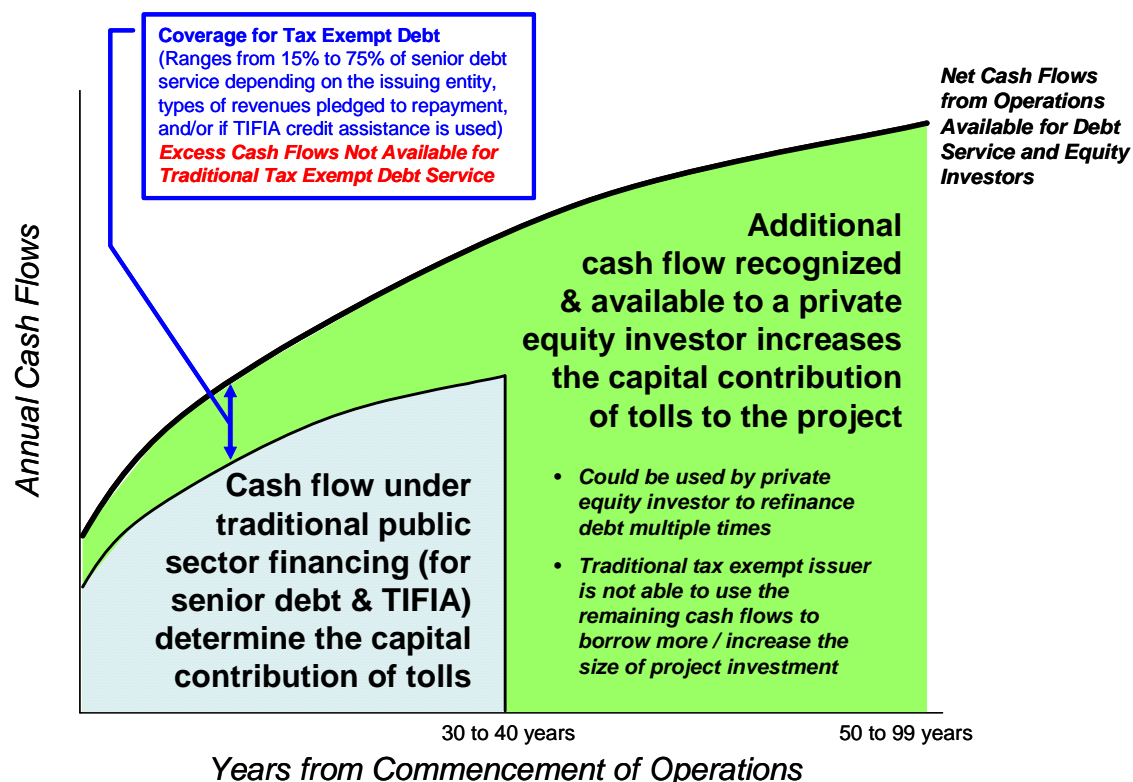 Coverage for Tax Exempt Debt
(Ranges from 15% to 75% of senior debt
service depending on the issuing entity,
types of revenues pledged to repayment,
and/or if TIFIA credit assistance is used)
Excess Cash Flows Not Available for
Traditional Tax Exempt Debt Service
Net Cash Flows
from Operations
Available for Debt
Service and Equity
Investors
Annual Cash Flows
Additional
cash flow recognized
& available to a private
equity investor increases
the capital contribution
of tolls to the project
• Could be used by private
equity investor to refinance
debt multiple times
• Traditional tax exempt issuer
is not able to use the
remaining cash flows to
borrow more / increase the
size of project investment
Cash flow under
traditional public
sector financing (for
senior debt & TIFIA)
determine the capital
contribution of tolls
30 to 40 years
50 to 99 years
Years from Commencement of Operations